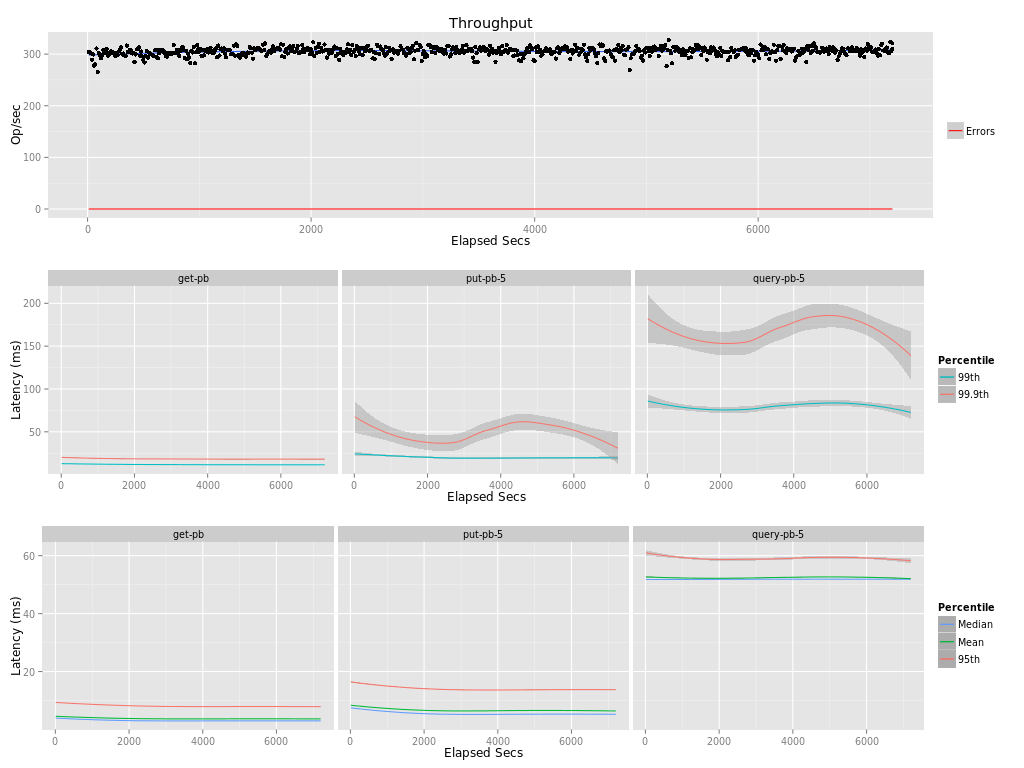 Throughput
300
200
100
0
Op/sec
0 2000 4000 6000
Elapsed Secs
Errors
get-pb put-pb-5 query-pb-5
200
150
100
50
Latency (ms)
0 2000 4000 6000 0 2000 4000 6000 0 2000 4000 6000
Elapsed Secs
Percentile
99th
99.9th
get-pb put-pb-5 query-pb-5
60
40
20
Latency (ms)
0 2000 4000 6000 0 2000 4000 6000 0 2000 4000 6000
Elapsed Secs
Percentile
Median
Mean
95th